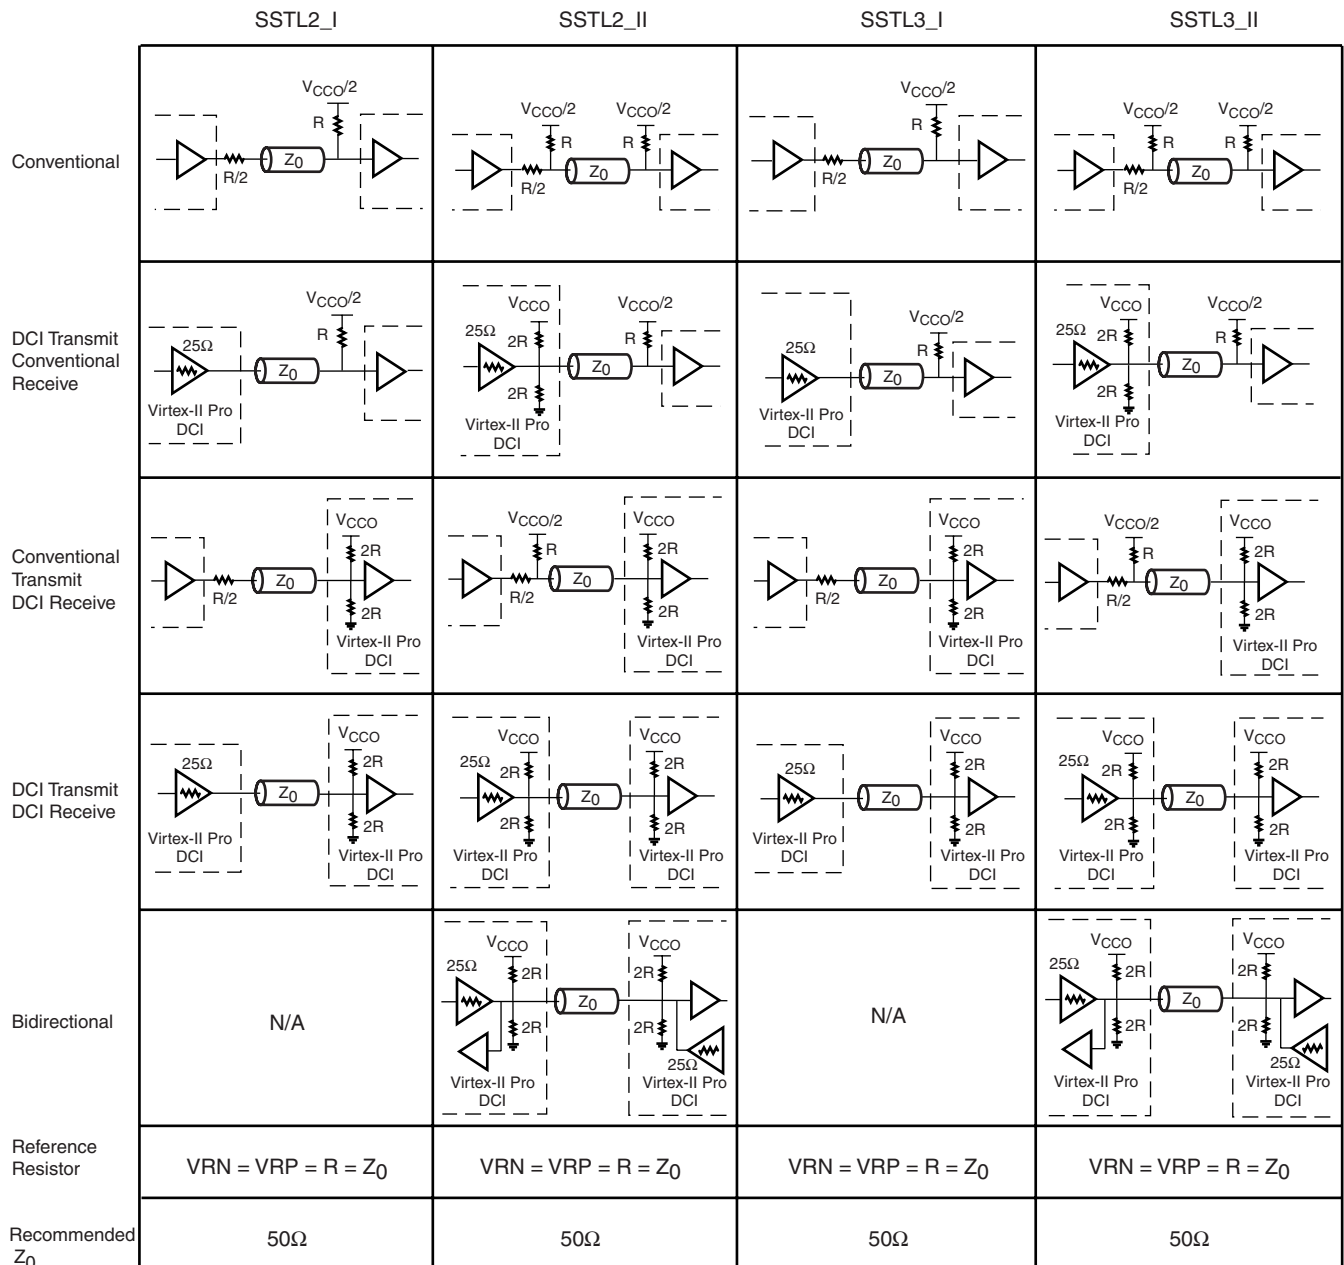 SSTL2_I SSTL2_II SSTL3_I SSTL3_II
Conventional
VCCO/2
R
R/2
Z0
VCCO/2 VCCO/2
R R
R/2
Z0
VCCO/2
R
R/2
Z0
VCCO/2 VCCO/2
R R
R/2
Z0
DCI Transmit
Conventional
Receive
VCCO/2
25Ω
R
Z0
Virtex-II Pro
DCI
VCCO VCCO/2
25Ω
2R
R
Z0
2R
Virtex-II Pro
DCI
VCCO/2
25Ω
R
Z0
Virtex-II Pro
DCI
VCCO VCCO/2
25Ω
2R
R
Z0
2R
Virtex-II Pro
DCI
Conventional
Transmit
DCI Receive
VCCO
2R
Z0
R/2
2R
Virtex-II Pro
DCI
VCCO/2 VCCO
R
2R
Z0
R/2
2R
Virtex-II Pro
DCI
VCCO
2R
Z0
R/2
2R
Virtex-II Pro
DCI
VCCO/2 VCCO
R
2R
Z0
R/2
2R
Virtex-II Pro
DCI
DCI Transmit
DCI Receive
VCCO
25Ω
2R
Z0
2R
Virtex-II Pro
DCI
Virtex-II Pro
DCI
VCCO VCCO
25Ω
2R 2R
Z0
2R 2R
Virtex-II Pro
DCI
Virtex-II Pro
DCI
VCCO
25Ω
2R
Z0
2R
Virtex-II Pro
DCI
Virtex-II Pro
DCI
VCCO VCCO
25Ω
2R 2R
Z0
2R 2R
Virtex-II Pro
DCI
Virtex-II Pro
DCI
Bidirectional
N/A
VCCO VCCO
25Ω
2R 2R
Z0
2R 2R
25Ω
Virtex-II Pro
DCI
Virtex-II Pro
DCI
N/A
VCCO VCCO
25Ω
2R 2R
Z0
2R 2R
25Ω
Virtex-II Pro
DCI
Virtex-II Pro
DCI
Reference
Resistor
VRN = VRP = R = Z0 VRN = VRP = R = Z0 VRN = VRP = R = Z0 VRN = VRP = R = Z0
Recommended
Z0
50Ω 50Ω 50Ω 50Ω